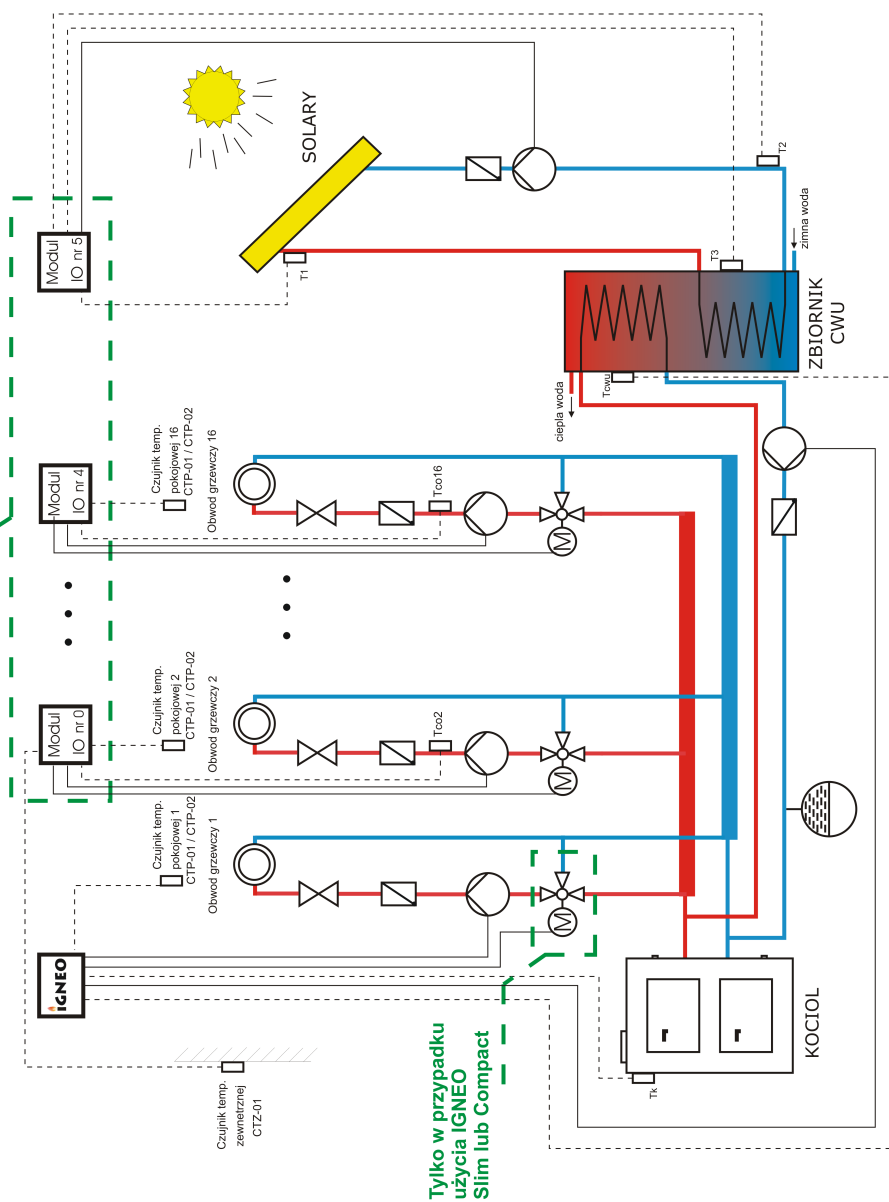 Modul
IO nr 5
SOLARY
T1
T2
T3
zimna woda
ZBIORNIK
CWU
Tcwu
ciepla woda
Modul
IO nr 4
Czujnik temp.
pokojowej 16
CTP-01 / CTP-02
Obwod grzewczy 16
Tco16
M
Modul
IO nr 0
Czujnik temp.
pokojowej 2
CTP-01 / CTP-02
Obwod grzewczy 2
Tco2
M
iGNEO
Czujnik temp.
pokojowej 1
CTP-01 / CTP-02
Obwod grzewczy 1
M
Czujnik temp.
zewnetrznej
CTZ-01
Tylko w przypadku
użycia IGNEO
Slim lub Compact
Tk
KOCIOL